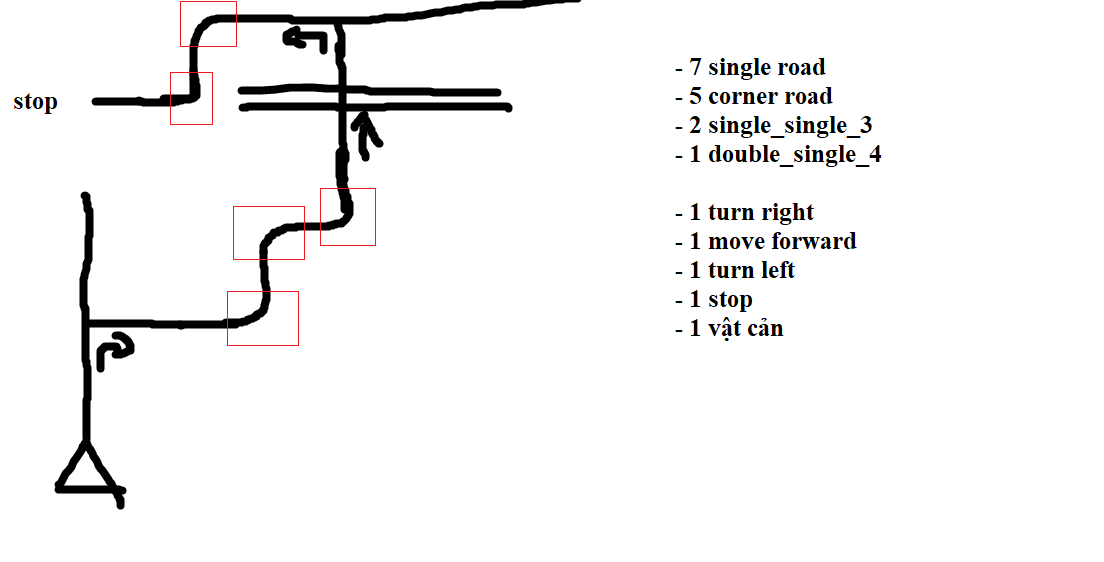 stop
- 7 single road
- 5 corner road
- 2 single_single_3
- 1 double_single_4
- 1 turn right
- 1 move forward
- 1 turn left
- 1 stop
- 1 vật cản